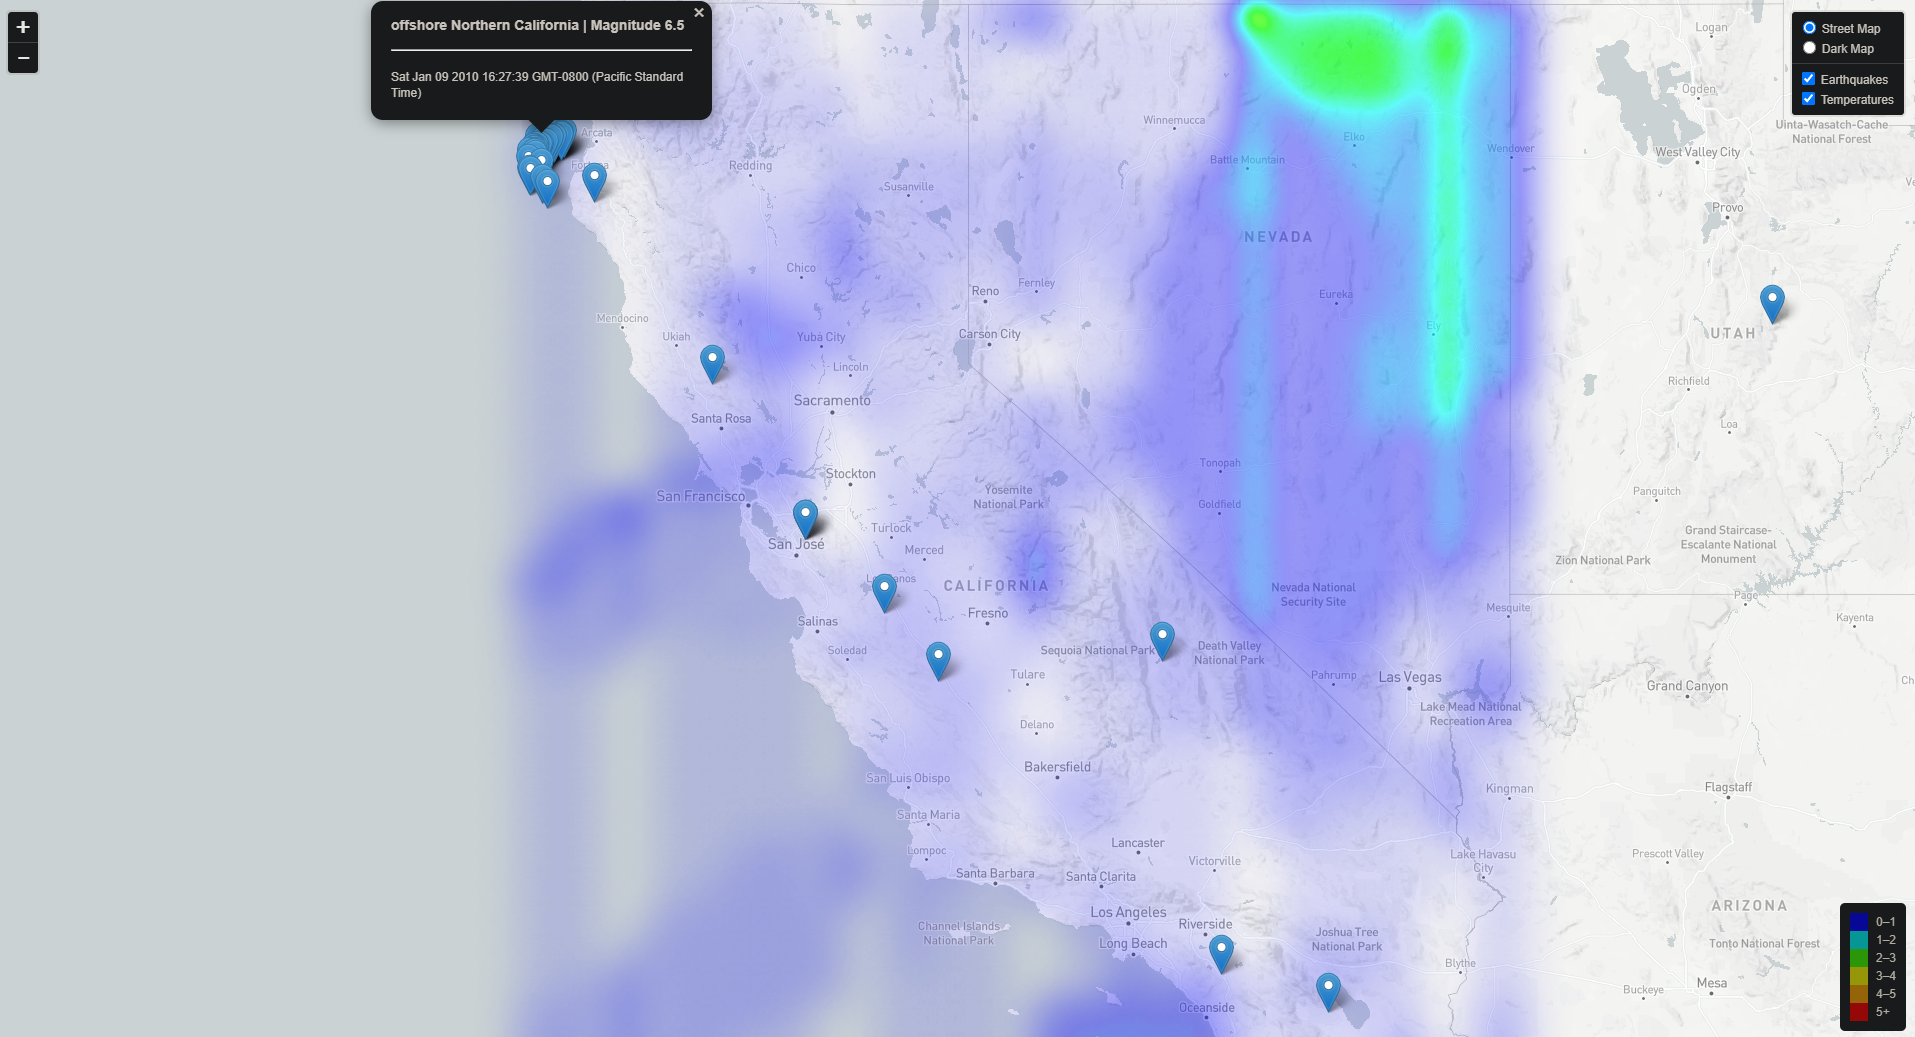 +
−
offshore Northern California | Magnitude 6.5
×
Sat Jan 09 2010 16:27:39 GMT-0800 (Pacific Standard
Time)
Street Map
Dark Map
Earthquakes
Temperatures
Logan
Ogden
Uinta-Wasatch-Cache
National Forest
West Valley City
Provo
UTAH
Richfield
Loa
Panguitch
Grand Staircase-
Escalante National
Monument
Zion National Park
Page
Kayenta
Grand Canyon
Flagstaff
Kingman
Prescott Valley
ARIZONA
Tonto National Forest
Mesa
Buckeye
Blythe
Lake Havasu
City
Winnemucca
Elko
Wendover
Battle Mountain
NEVADA
Eureka
Ely
Tonopah
Goldfield
Nevada National
Security Site
Mesquite
Death Valley
National Park
Pahrump
Las Vegas
Lake Mead National
Recreation Area
Arcata
Redding
Susanville
Chico
Reno
Fernley
Mendocino
Ukiah
Yuba City
Carson City
Lincoln
Sacramento
Santa Rosa
Stockton
San Francisco
Yosemite
National Park
Turlock
San José
Merced
CALIFORNIA
Fresno
Salinas
Soledad
Sequoia National Park
Tulare
Delano
Bakersfield
San Luis Obispo
Santa Maria
Lompoc
Santa Barbara
Lancaster
Victorville
Santa Clarita
Los Angeles
Riverside
Long Beach
Channel Islands
National Park
Joshua Tree
National Park
Oceanside
0–1
1–2
2–3
3–4
4–5
5+